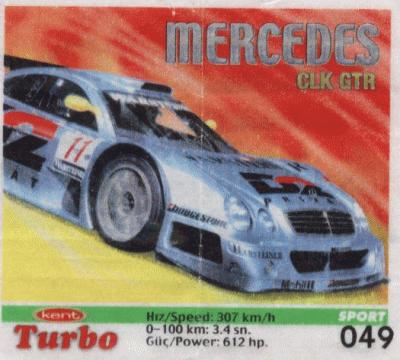 MERCEDES
CLK GTR
11
BRIDGESTONE
Mobil 1
kent
Turbo
Hız/Speed: 307 km/h
0-100 km: 3.4 sn.
Güç/Power: 612 hp.
SPORT
049